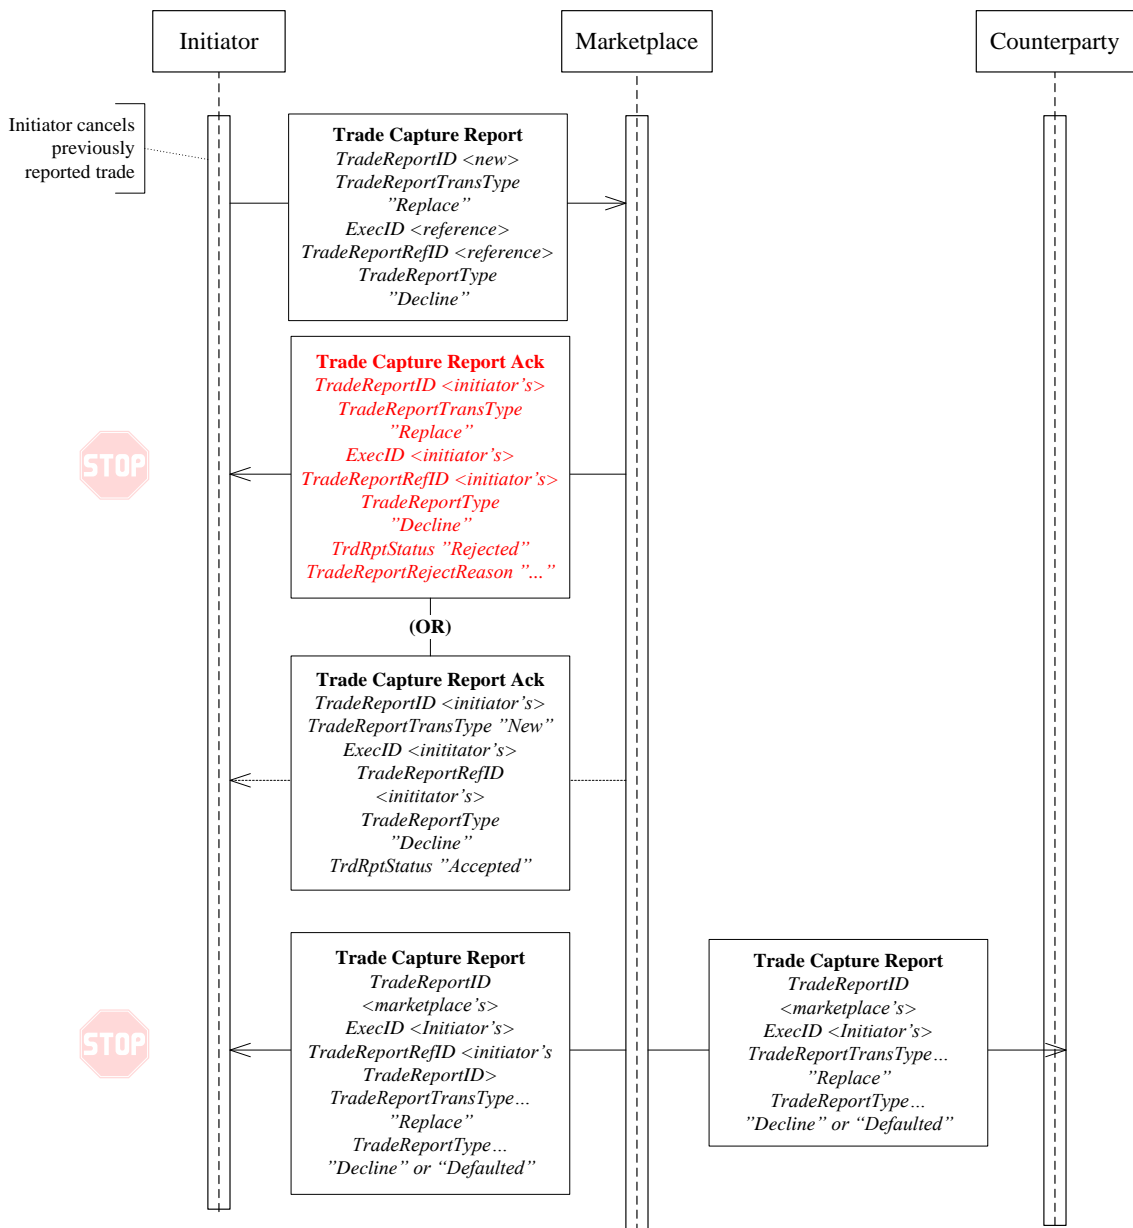 Initiator
Marketplace
Counterparty
Initiator cancels
previously
reported trade
Trade Capture Report
TradeReportID <new>
TradeReportTransType
”Replace”
ExecID <reference>
TradeReportRefID <reference>
TradeReportType
”Decline”
Trade Capture Report Ack
TradeReportID <initiator’s>
TradeReportTransType
”Replace”
ExecID <initiator’s>
TradeReportRefID <initiator’s>
TradeReportType
”Decline”
TrdRptStatus ”Rejected”
TradeReportRejectReason ”…”
STOP
(OR)
Trade Capture Report Ack
TradeReportID <initiator’s>
TradeReportTransType ”New”
ExecID <inititator’s>
TradeReportRefID
<inititator’s>
TradeReportType
”Decline”
TrdRptStatus ”Accepted”
Trade Capture Report
TradeReportID
<marketplace’s>
ExecID <Initiator’s>
TradeReportRefID <initiator’s
TradeReportID>
TradeReportTransType…
”Replace”
TradeReportType…
”Decline” or “Defaulted”
STOP
Trade Capture Report
TradeReportID
<marketplace’s>
ExecID <Initiator’s>
TradeReportTransType…
”Replace”
TradeReportType…
”Decline” or “Defaulted”